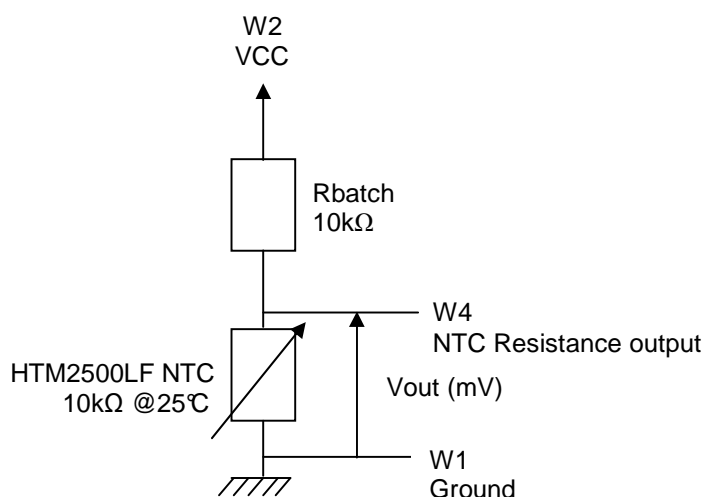 W2
VCC
Rbatch
10kΩ
W4
NTC Resistance output
HTM2500LF NTC
10kΩ @25℃
Vout (mV)
W1
Ground